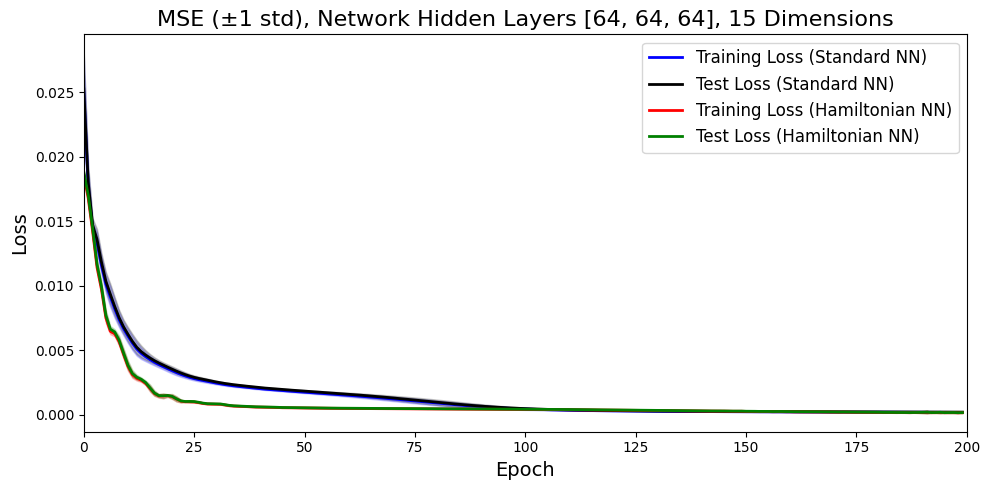 MSE (±1 std), Network Hidden Layers [64, 64, 64], 15 Dimensions
Training Loss (Standard NN)
Test Loss (Standard NN)
Training Loss (Hamiltonian NN)
Test Loss (Hamiltonian NN)
Loss
0.025
0.020
0.015
0.010
0.005
0.000
0 25 50 75 100 125 150 175 200
Epoch